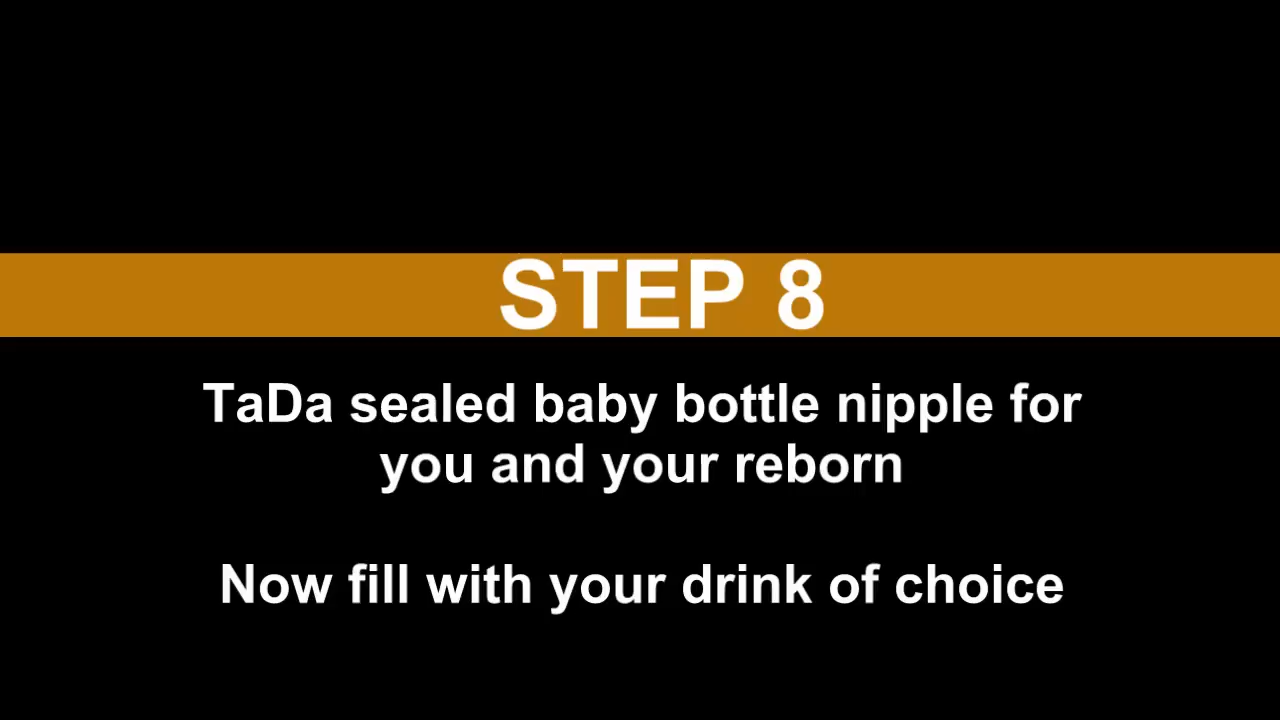 STEP 8
TaDa sealed baby bottle nipple for
you and your reborn
Now fill with your drink of choice